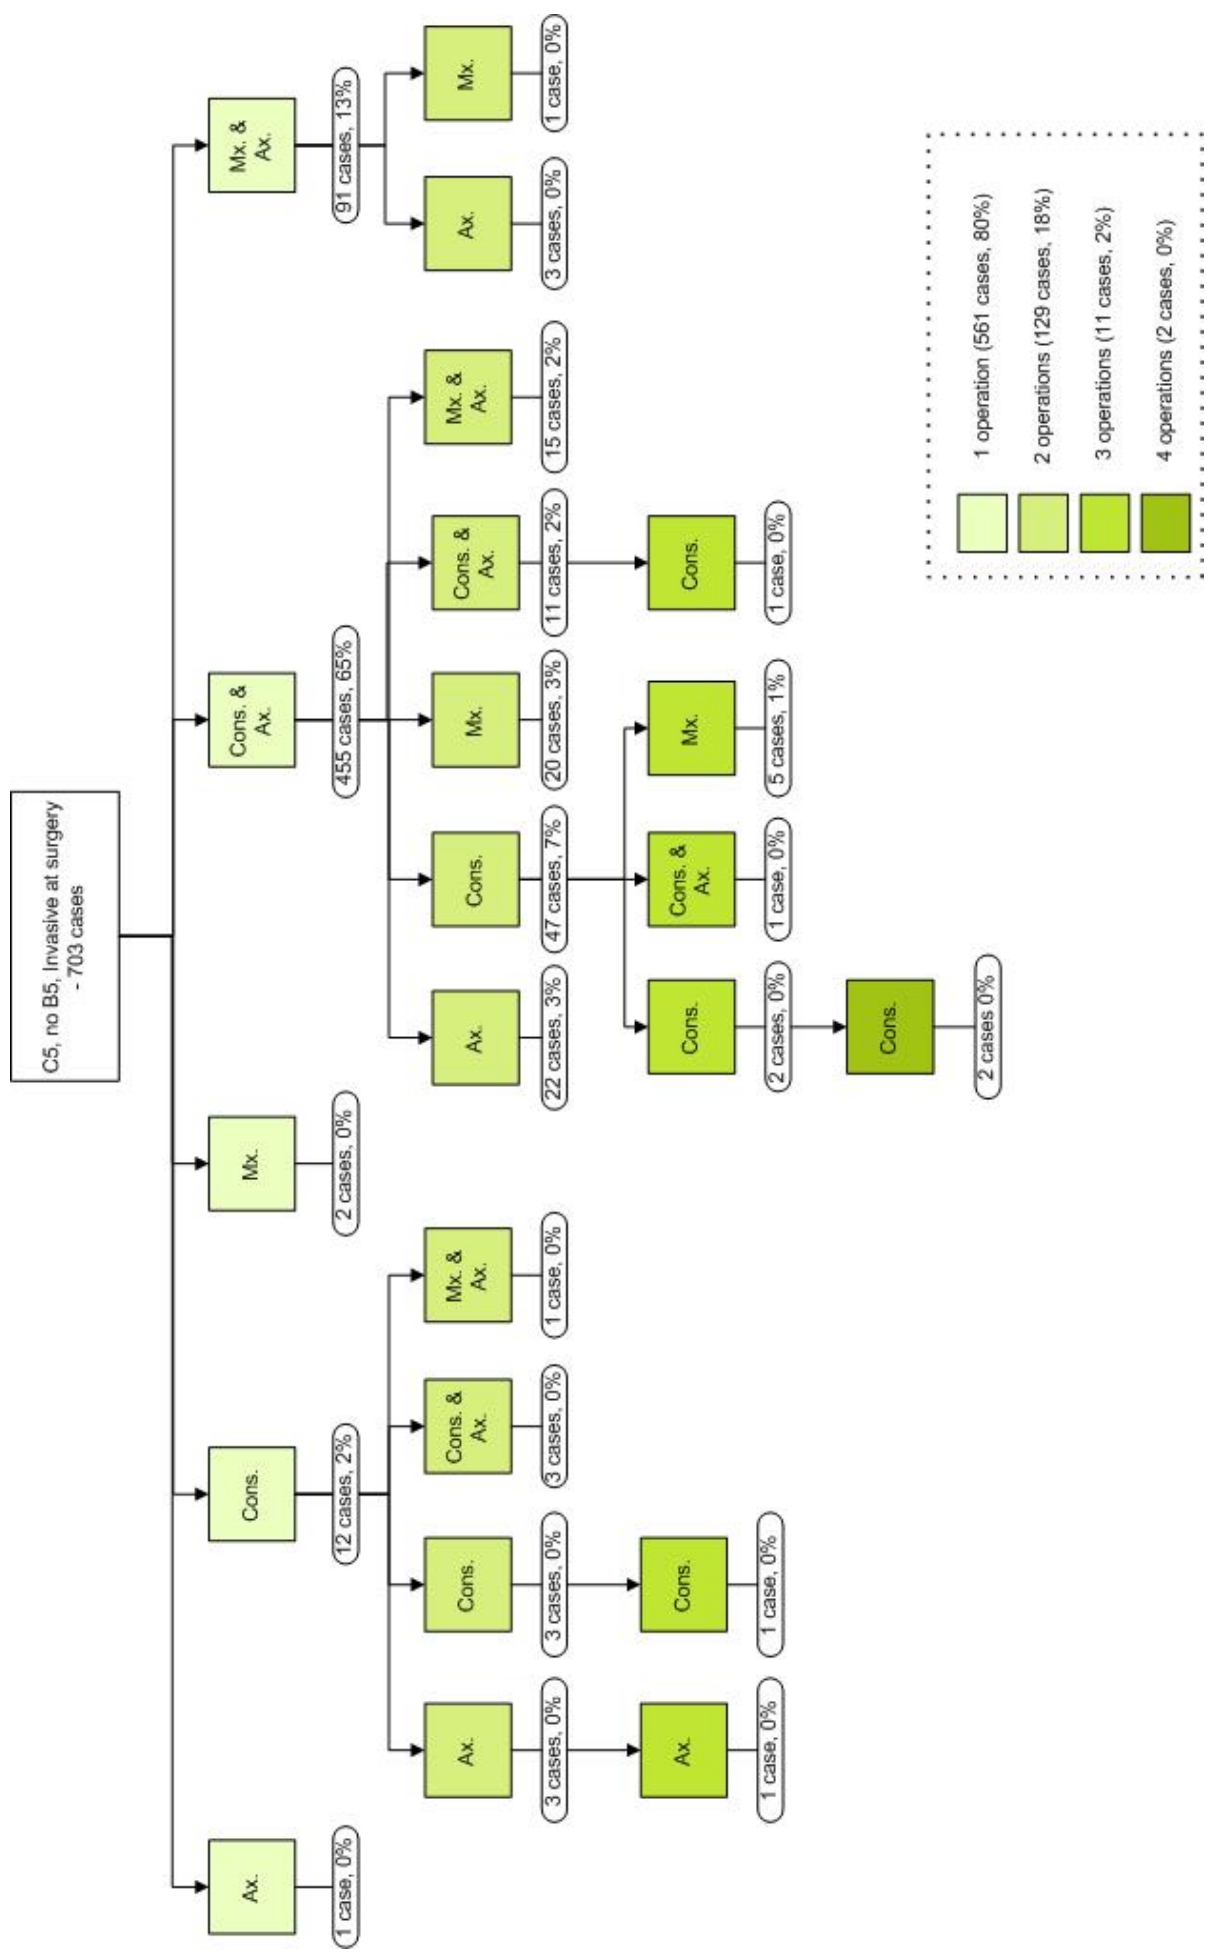 C5, no B5, Invasive at surgery
- 703 cases
Ax.
1 case, 0%
Cons.
12 cases, 2%
Mx.
2 cases, 0%
Cons. &
Ax.
455 cases, 65%
Mx. &
Ax.
91 cases, 13%
Ax.
3 cases, 0%
Cons.
3 cases, 0%
Cons. &
Ax.
3 cases, 0%
Mx. &
Ax.
1 case, 0%
Ax.
22 cases, 3%
Cons.
47 cases, 7%
Mx.
20 cases, 3%
Cons. &
Ax.
11 cases, 2%
Mx. &
Ax.
15 cases, 2%
Ax.
3 cases, 0%
Mx.
1 case, 0%
Ax.
1 case, 0%
Cons.
1 case, 0%
Cons.
2 cases, 0%
Cons. &
Ax.
1 case, 0%
Mx.
5 cases, 1%
Cons.
1 case, 0%
Cons.
2 cases 0%
1 operation (561 cases, 80%)
2 operations (129 cases, 18%)
3 operations (11 cases, 2%)
4 operations (2 cases, 0%)